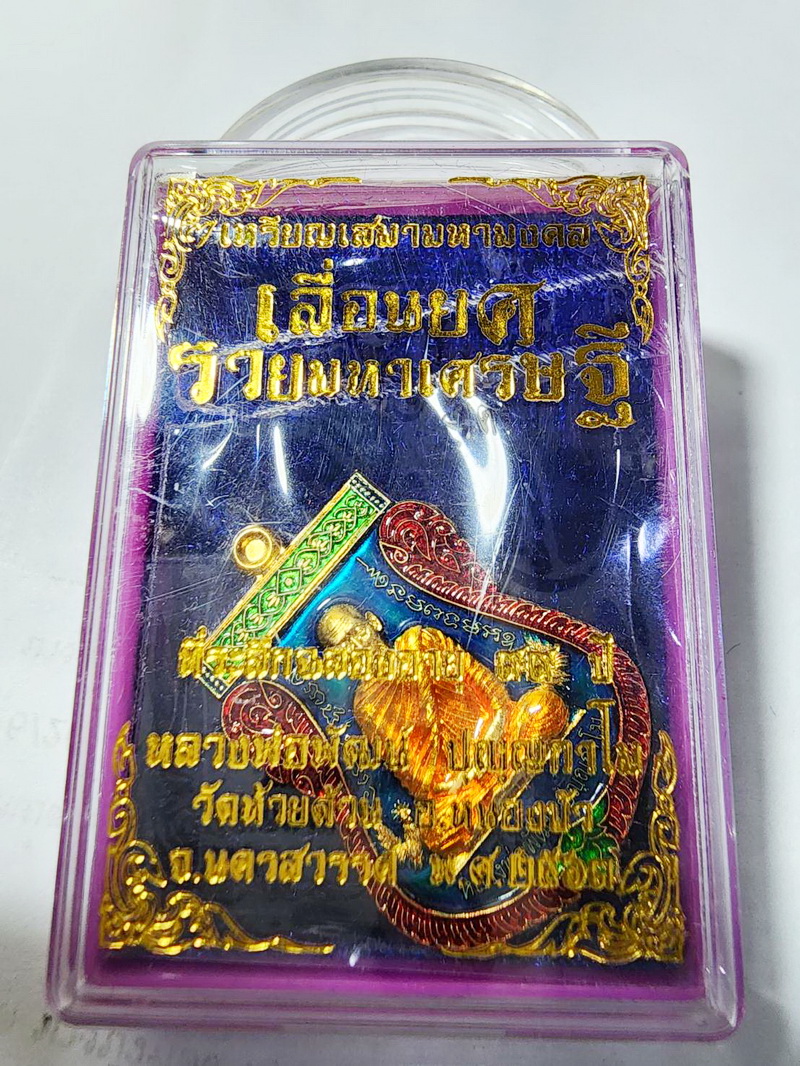 เหรียญเสมามหามงคล
เลื่อนยศ
รวยมหาเศรษฐี
ที่ระลึกฉลองอายุ ๗๕ ปี
หลวงพ่อพัฒน์ ปุญฺญกาโม
วัดห้วยด้วน อ.หนองบัว
จ.นครสวรรค์ พ.ศ.๒๕๖๓